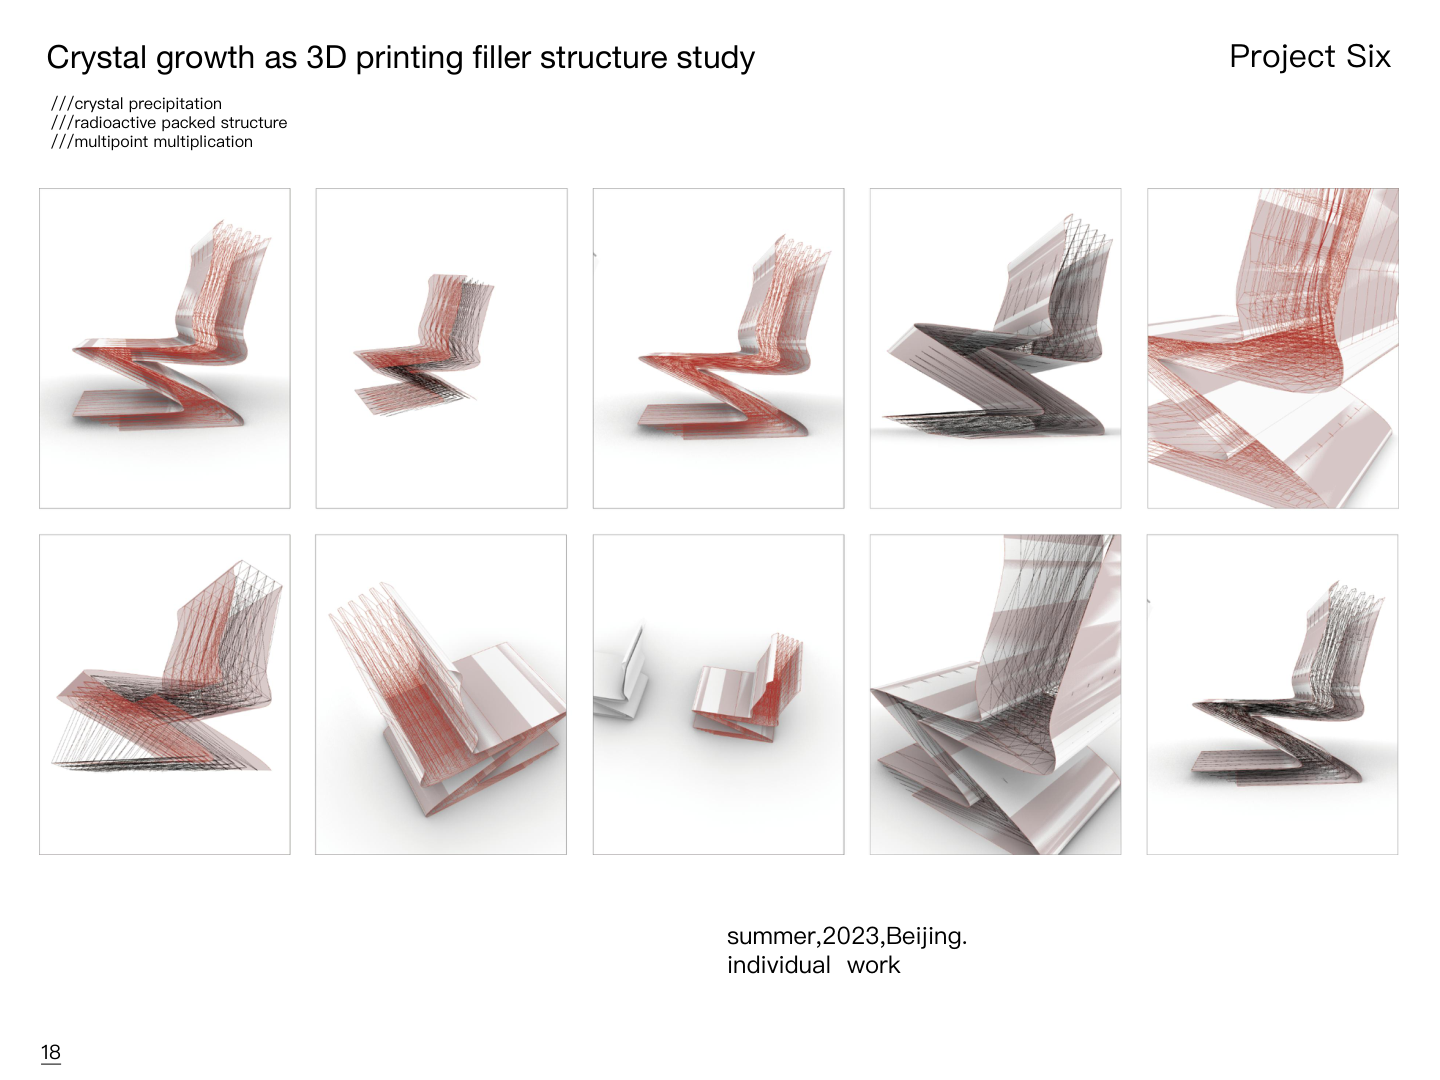 Crystal growth as 3D printing filler structure study
Project Six
///crystal precipitation
///radioactive packed structure
///multipoint multiplication
summer,2023,Beijing.
individual work
18